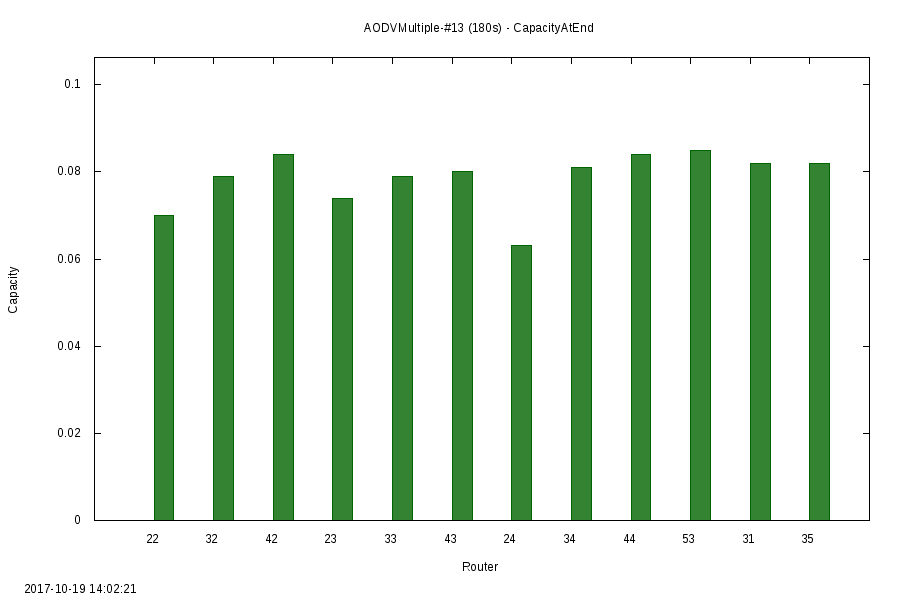 AODVMultiple-#13 (180s) - CapacityAtEnd
0.1
0.08
0.06
0.04
0.02
0
Capacity
22 32 42 23 33 43 24 34 44 53 31 35
Router
2017-10-19 14:02:21